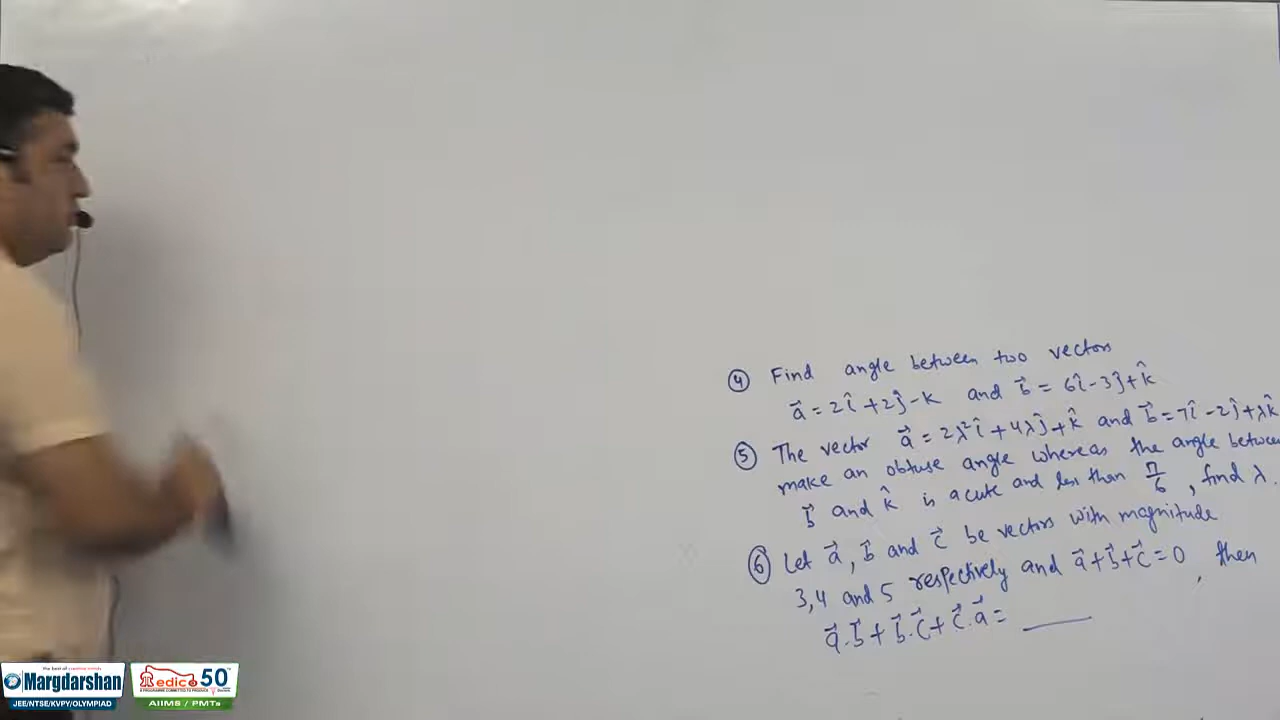 ④ Find angle between two vectors
a⃗ = 2î + 2ĵ - k and b⃗ = 6î - 3ĵ + k̂
⑤ The vector a⃗ = 2λ²î + 4λĵ + k̂ and b⃗ = 7î - 2ĵ + λk̂
make an obtuse angle whereas the angle between
b⃗ and k̂ is acute and less than π/6, find λ.
⑥ Let a⃗, b⃗ and c⃗ be vectors with magnitude
3, 4 and 5 respectively and a⃗ + b⃗ + c⃗ = 0, then
a⃗.b⃗ + b⃗.c⃗ + c⃗.a⃗ = ____
Margdarshan
JEE/NTSE/KVPY/OLYMPIAD
Medico 50
AIIMS / PMTs